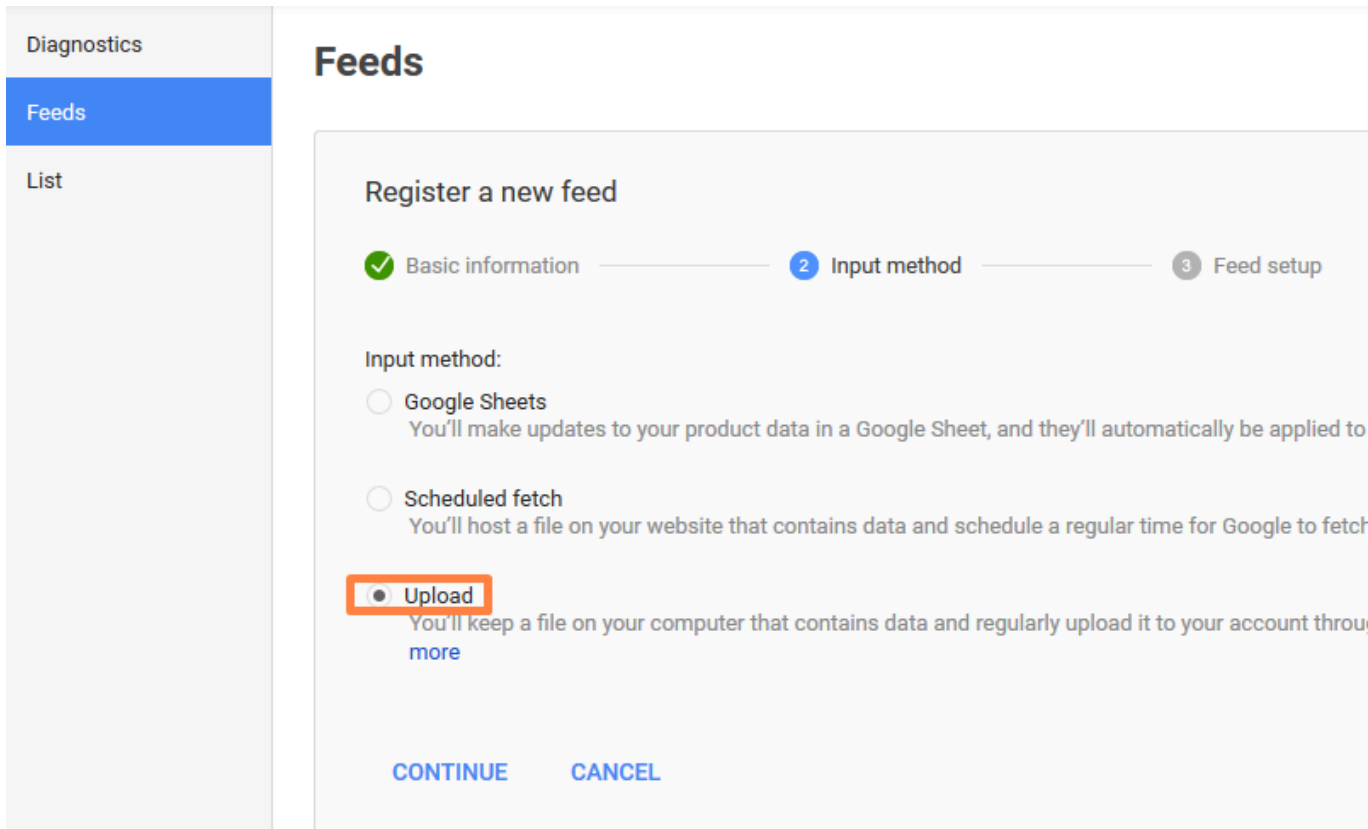 Diagnostics
Feeds
List
Feeds
Register a new feed
Basic information
2 Input method
3 Feed setup
Input method:
Google Sheets
You'll make updates to your product data in a Google Sheet, and they'll automatically be applied to
Scheduled fetch
You'll host a file on your website that contains data and schedule a regular time for Google to fetch
Upload
You'll keep a file on your computer that contains data and regularly upload it to your account
more
CONTINUE
CANCEL